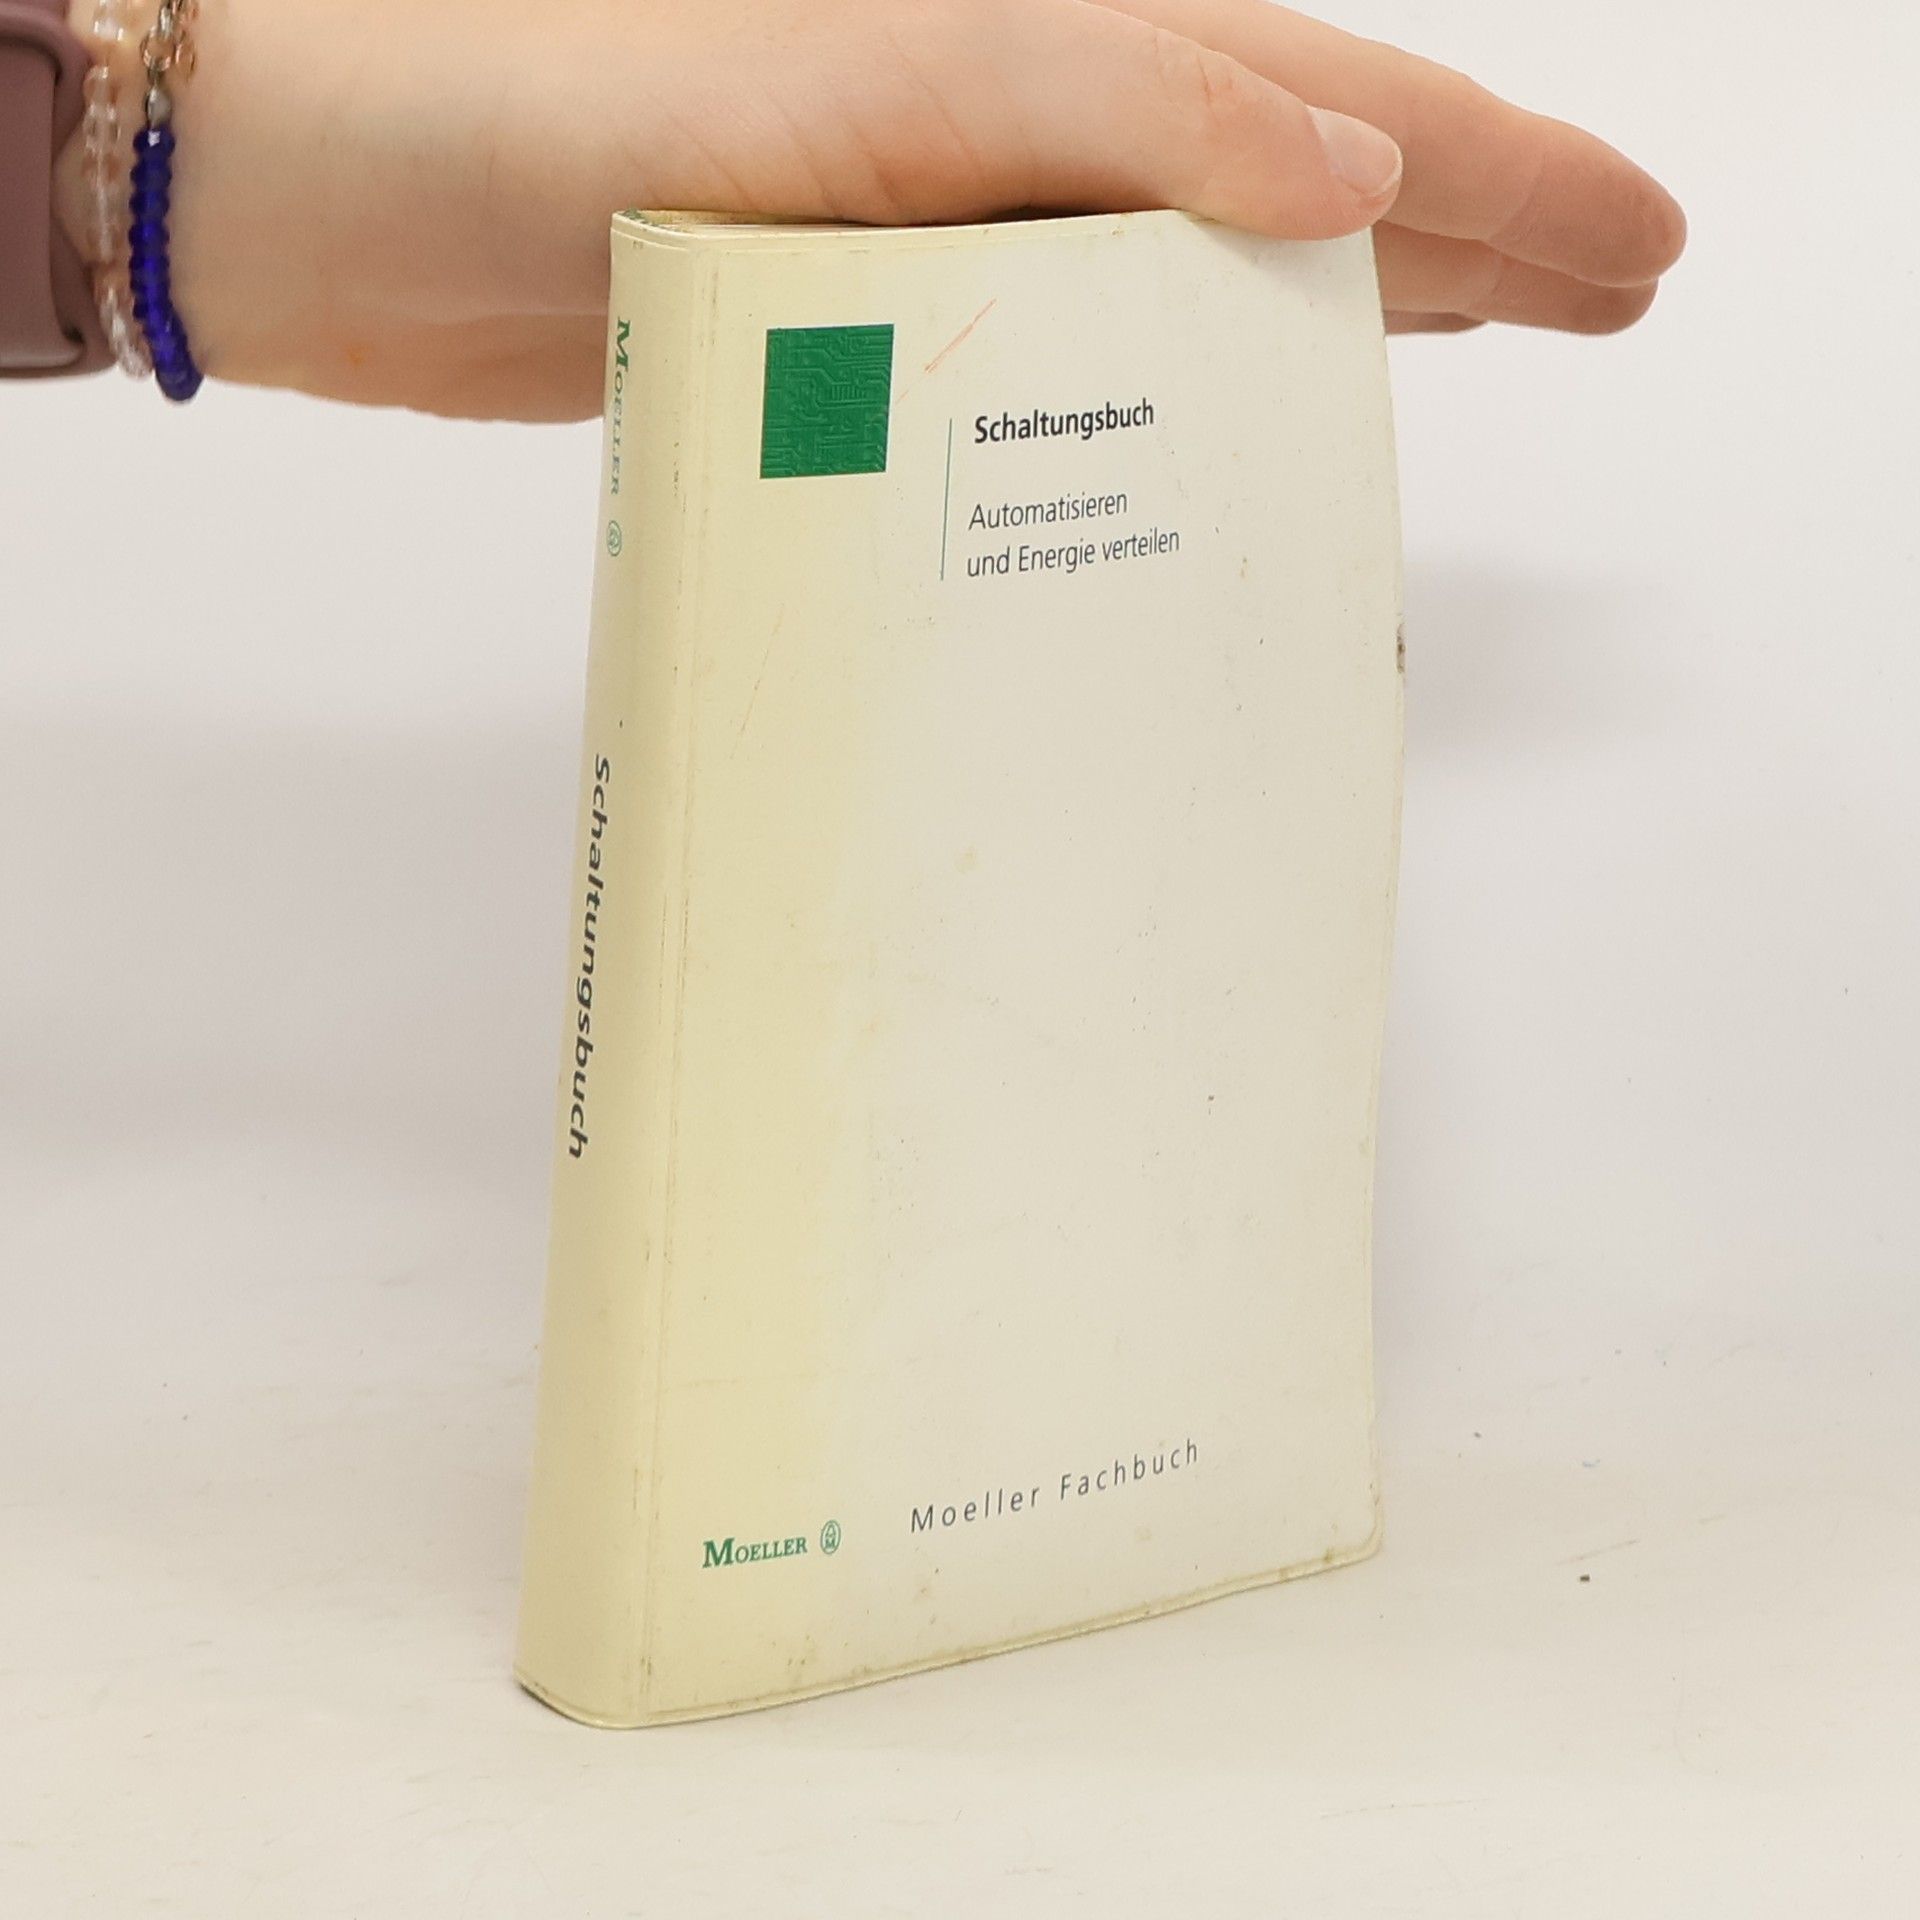 MOELLER
Schaltungsbuch
Schaltungsbuch
Automatisieren
und Energie verteilen
MOELLER
Moeller Fachbuch